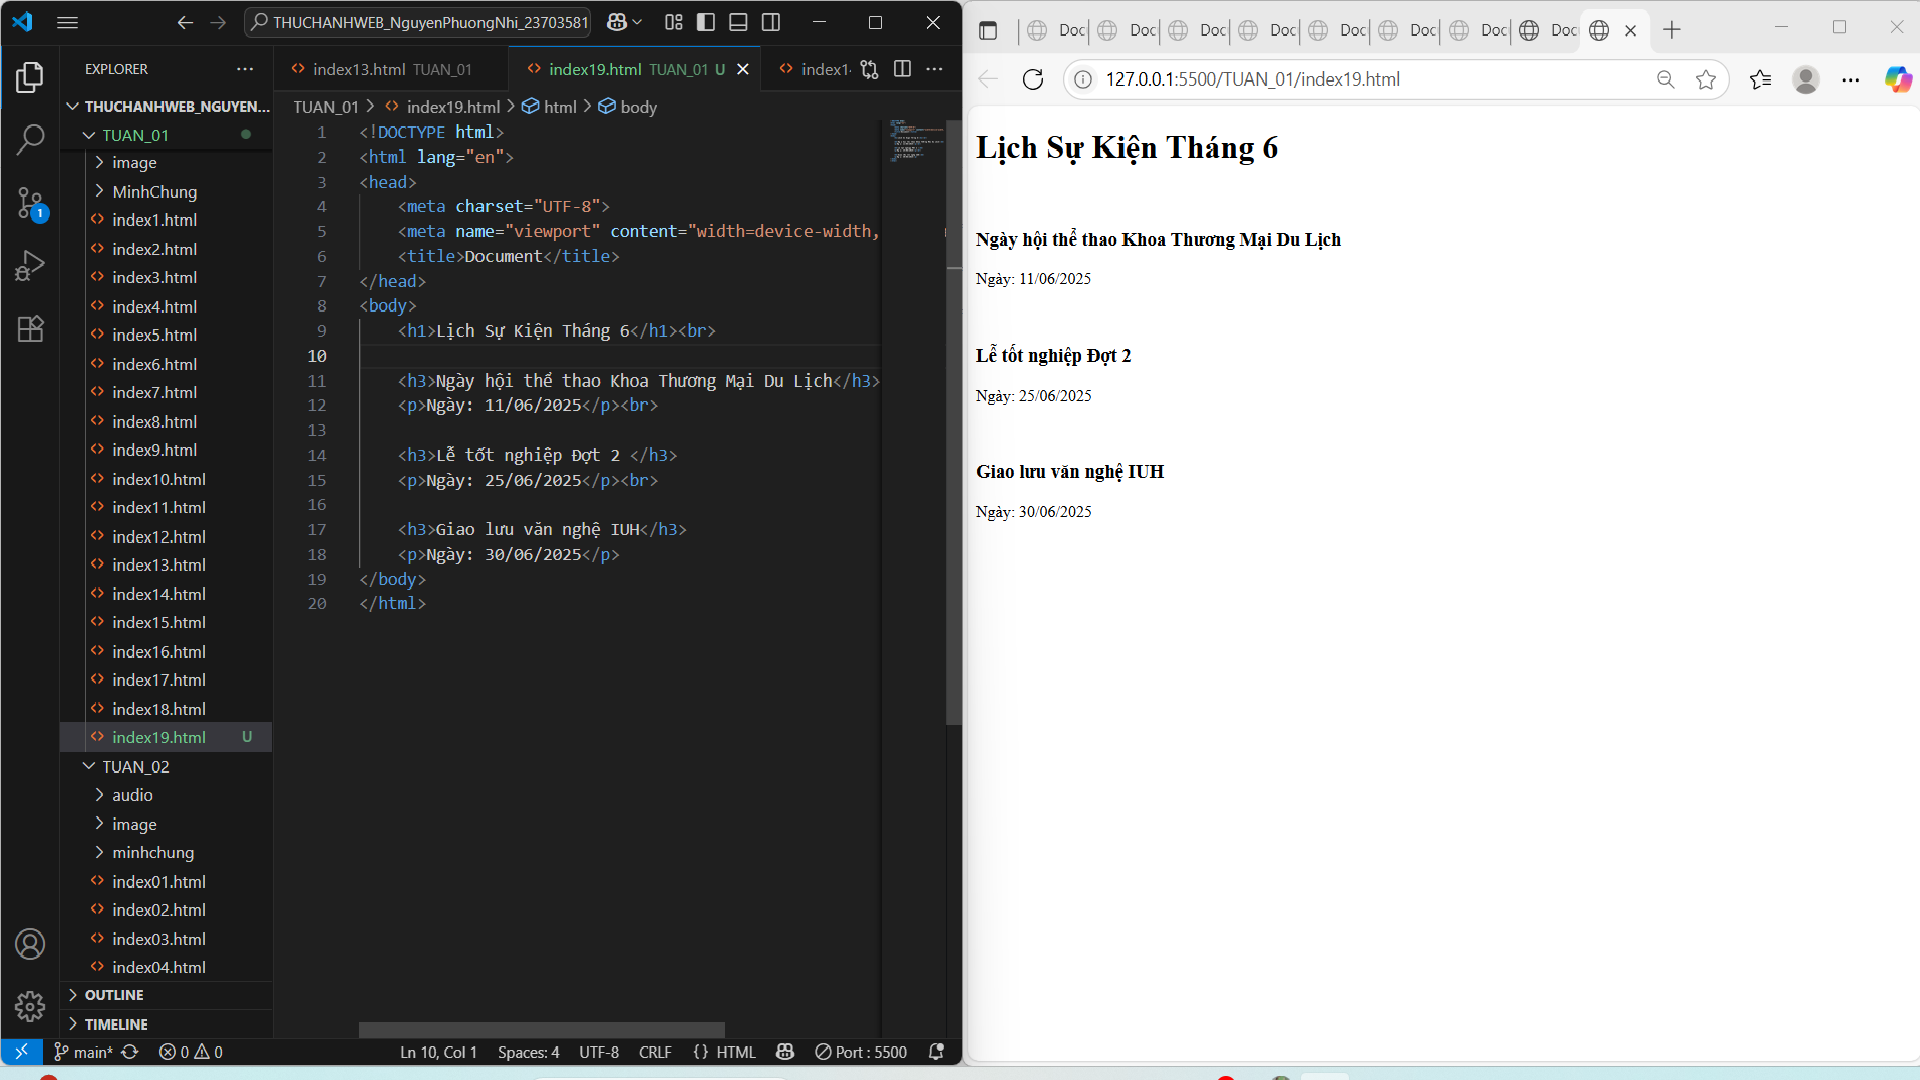 THUCHANHWEB_NguyenPhuongNhi_23703581
EXPLORER
THUCHANHWEB_NGUYEN...
TUAN_01
image
MinhChung
index1.html
index2.html
index3.html
index4.html
index5.html
index6.html
index7.html
index8.html
index9.html
index10.html
index11.html
index12.html
index13.html
index14.html
index15.html
index16.html
index17.html
index18.html
index19.html U
TUAN_02
audio
image
minhchung
index01.html
index02.html
index03.html
index04.html
OUTLINE
TIMELINE
1
index13.html TUAN_01
index19.html TUAN_01 U
index1
TUAN_01 > index19.html > html > body
1 <!DOCTYPE html>
2 <html lang="en">
3 <head>
4 <meta charset="UTF-8">
5 <meta name="viewport" content="width=device-width,
6 <title>Document</title>
7 </head>
8 <body>
9 <h1>Lịch Sự Kiện Tháng 6</h1><br>
10
11 <h3>Ngày hội thể thao Khoa Thương Mại Du Lịch</h3>
12 <p>Ngày: 11/06/2025</p><br>
13
14 <h3>Lễ tốt nghiệp Đợt 2 </h3>
15 <p>Ngày: 25/06/2025</p><br>
16
17 <h3>Giao lưu văn nghệ IUH</h3>
18 <p>Ngày: 30/06/2025</p>
19 </body>
20 </html>
main* 0 0 Ln 10, Col 1 Spaces: 4 UTF-8 CRLF {} HTML Port : 5500
Doc Doc Doc Doc Doc Doc Doc Doc
127.0.0.1:5500/TUAN_01/index19.html
Lịch Sự Kiện Tháng 6
Ngày hội thể thao Khoa Thương Mại Du Lịch
Ngày: 11/06/2025
Lễ tốt nghiệp Đợt 2
Ngày: 25/06/2025
Giao lưu văn nghệ IUH
Ngày: 30/06/2025